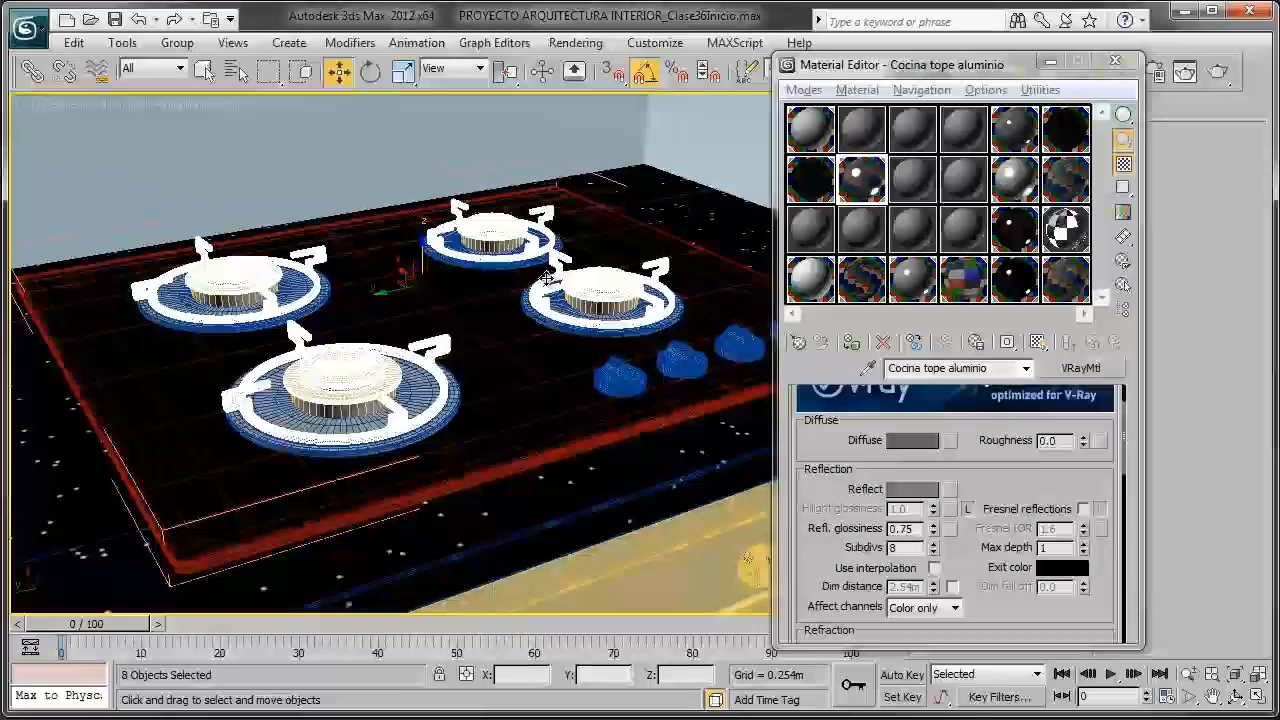 Autodesk 3ds Max 2012 x64 PROYECTO ARQUITECTURA INTERIOR_Clase36Inicio.max
Type a keyword or phrase
Edit Tools Group Views Create Modifiers Animation Graph Editors Rendering Customize MAXScript Help
All
View
3
Material Editor - Cocina tope aluminio
Modes Material Navigation Options Utilities
Cocina tope aluminio
VRayMtl
vray
optimized for V-Ray
Diffuse
Diffuse
Roughness 0.0
Reflection
Reflect
Hilight glossiness 1.0
L
Fresnel reflections
Refl. glossiness 0.75
Fresnel IOR 1.6
Subdivs 8
Max depth 1
Use interpolation
Exit color
Dim distance 2.54m
Dim fall off 0.0
Affect channels Color only
Refraction
z
< 0 / 100 >
0 10 20 30 40 50 60 70 80 90 100
8 Objects Selected
X: Y: Z:
Grid = 0.254m
Auto Key
Selected
Max to Physc:
Click and drag to select and move objects
Add Time Tag
Set Key
Key Filters...
0